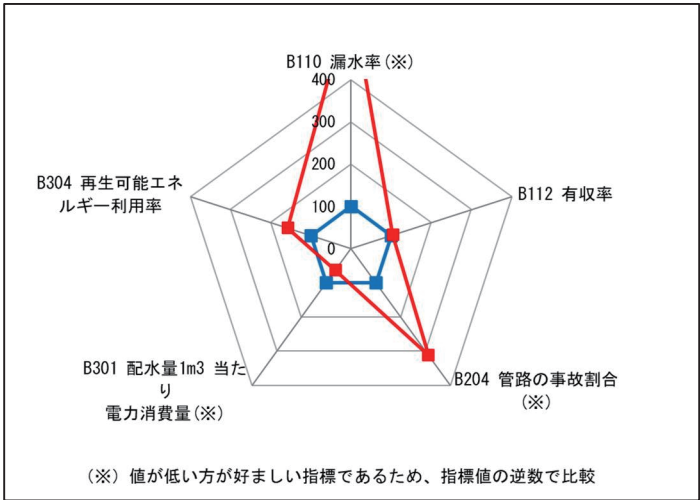 B110 漏水率(※)
400
300
200
100
0
B112 有収率
B204 管路の事故割合
(※)
B301 配水量1m3 当た
り
電力消費量(※)
B304 再生可能エネ
ルギー利用率
（※）値が低い方が好ましい指標であるため、指標値の逆数で比較